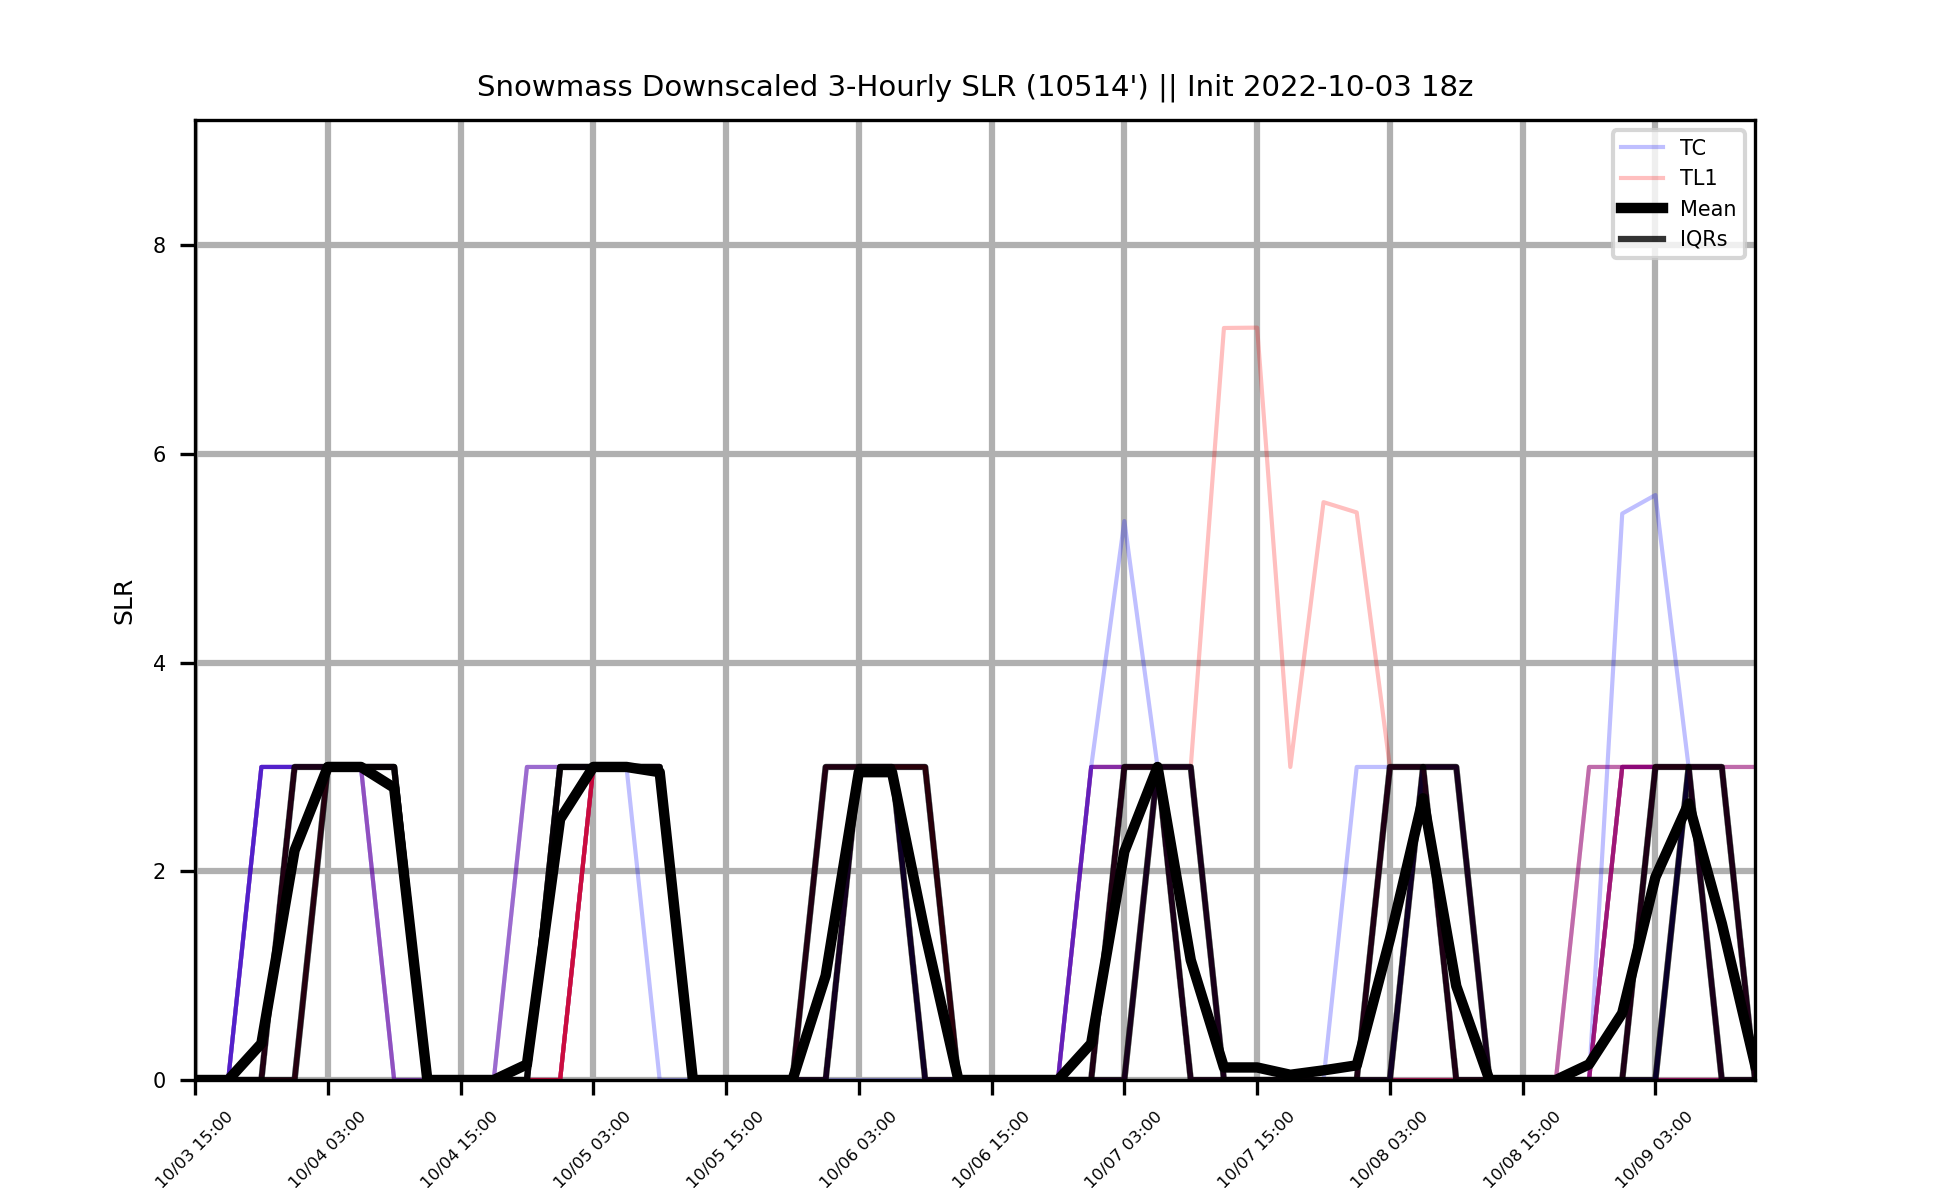 Snowmass Downscaled 3-Hourly SLR (10514') || Init 2022-10-03 18z
TC
TL1
Mean
IQRs
8
6
4
2
0
SLR
10/03 15:00
10/04 03:00
10/04 15:00
10/05 03:00
10/05 15:00
10/06 03:00
10/06 15:00
10/07 03:00
10/07 15:00
10/08 03:00
10/08 15:00
10/09 03:00